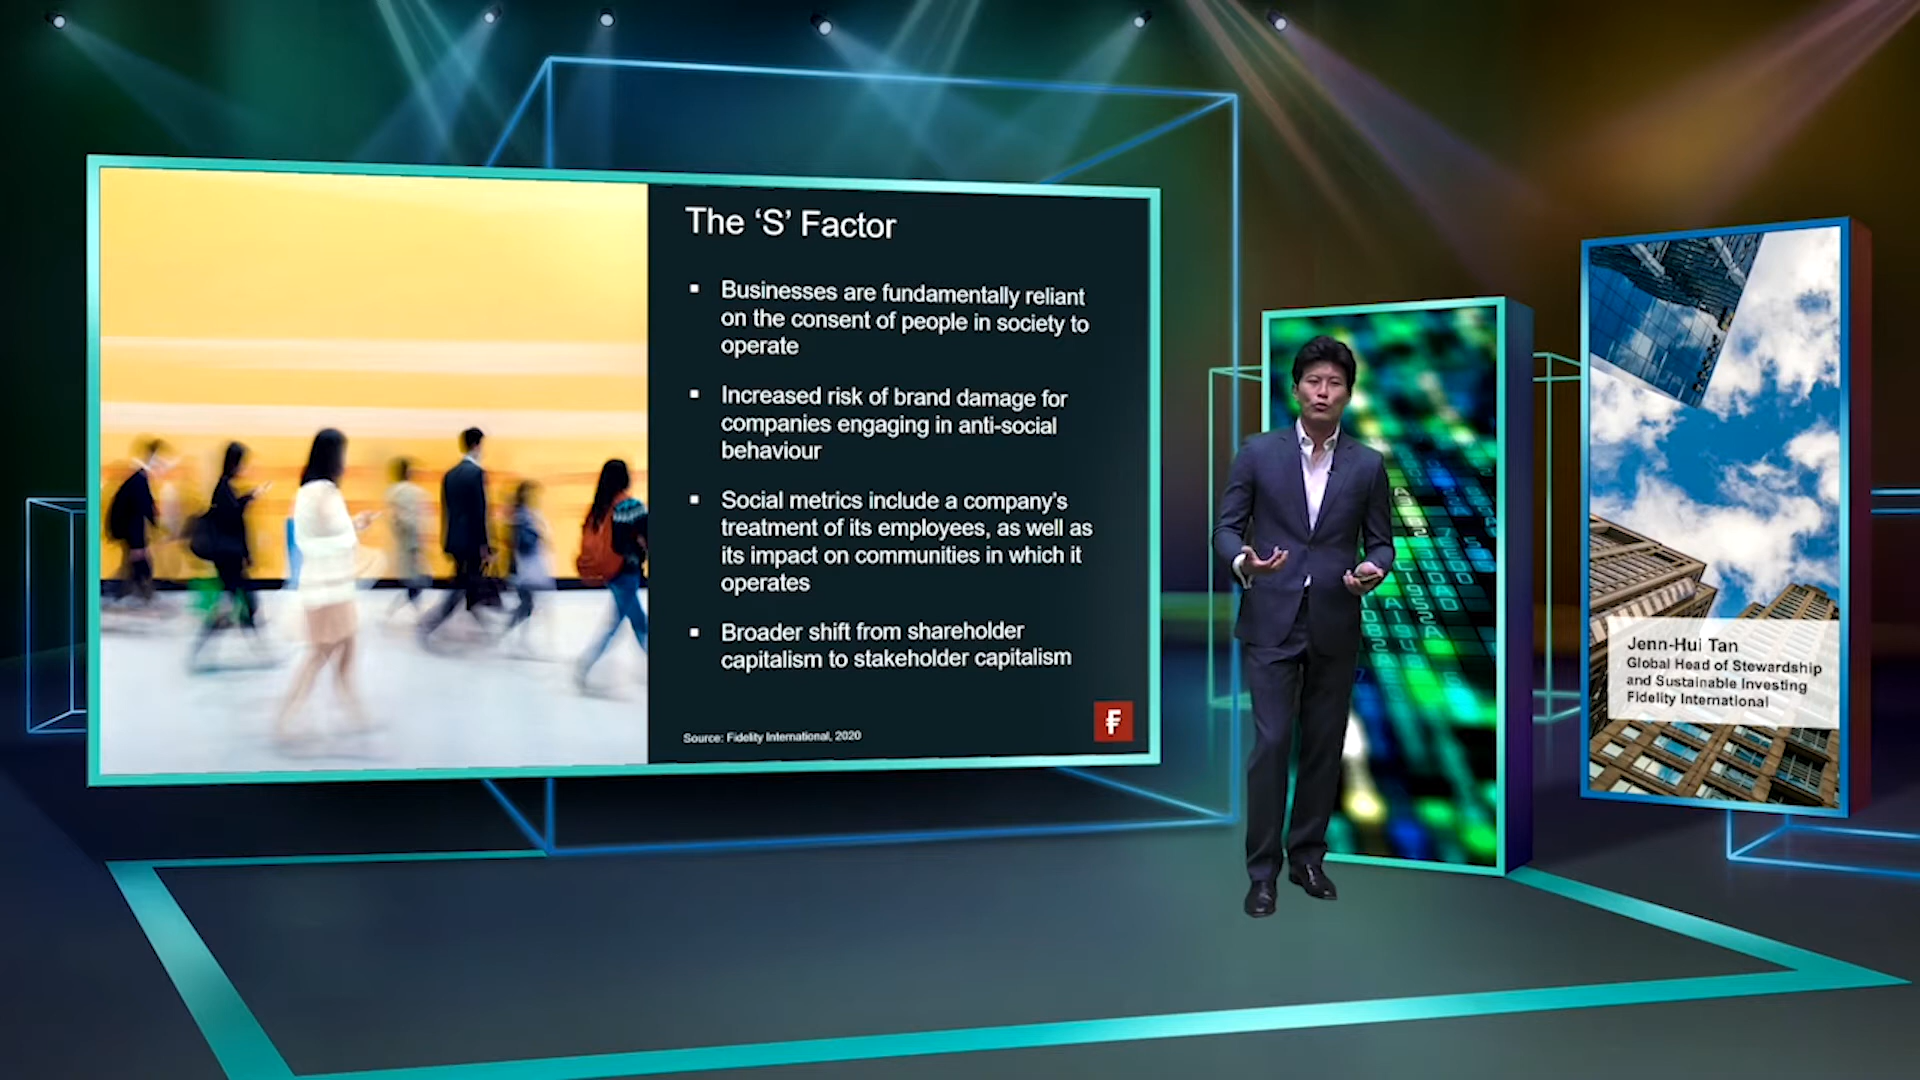 The ‘S’ Factor
▪ Businesses are fundamentally reliant
on the consent of people in society to
operate
▪ Increased risk of brand damage for
companies engaging in anti-social
behaviour
▪ Social metrics include a company’s
treatment of its employees, as well as
its impact on communities in which it
operates
▪ Broader shift from shareholder
capitalism to stakeholder capitalism
Source: Fidelity International, 2020
Jenn-Hui Tan
Global Head of Stewardship
and Sustainable Investing
Fidelity International